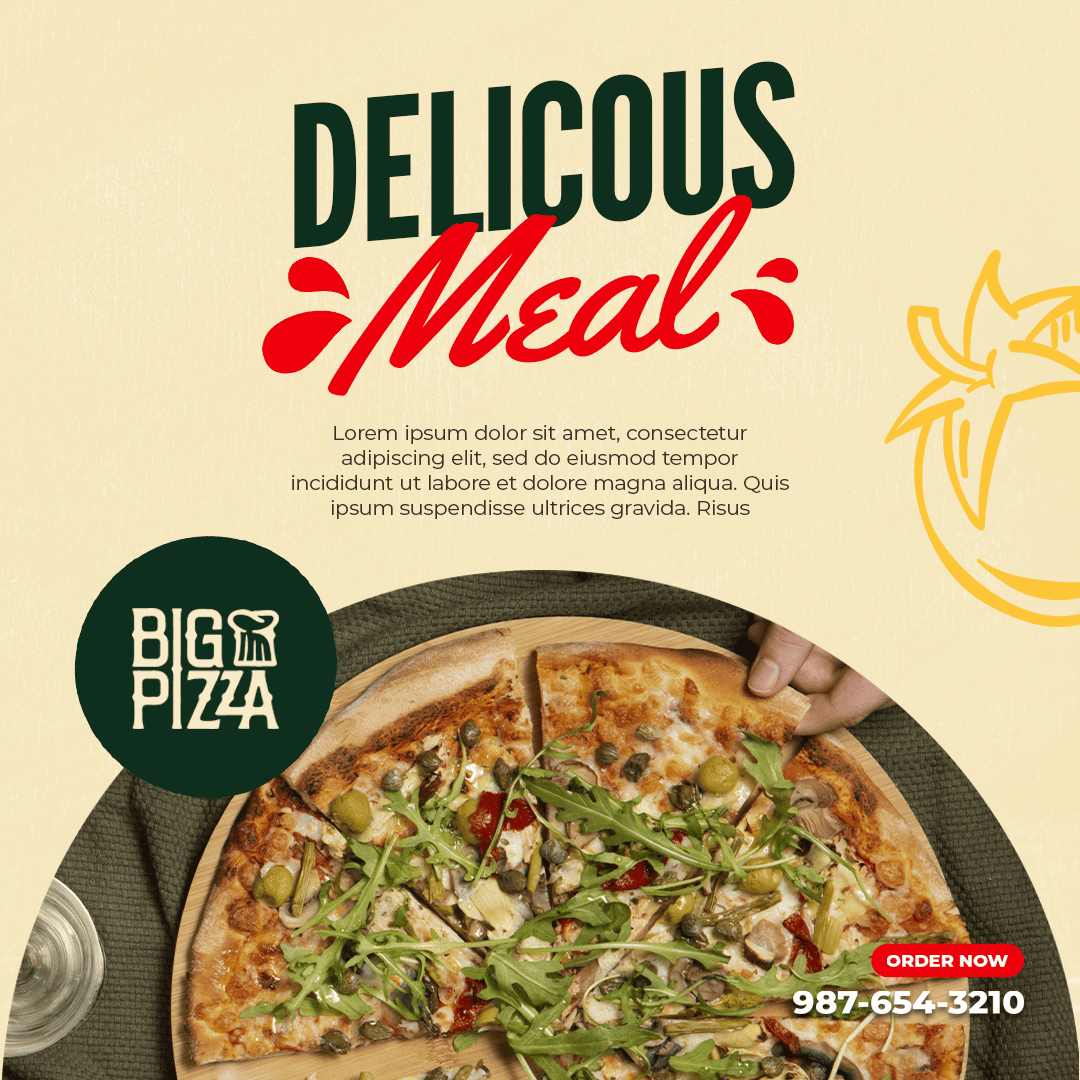 DELICOUS
Meal
Lorem ipsum dolor sit amet, consectetur
adipiscing elit, sed do eiusmod tempor
incididunt ut labore et dolore magna aliqua. Quis
ipsum suspendisse ultrices gravida. Risus
BIG
PIZZA
ORDER NOW
987-654-3210